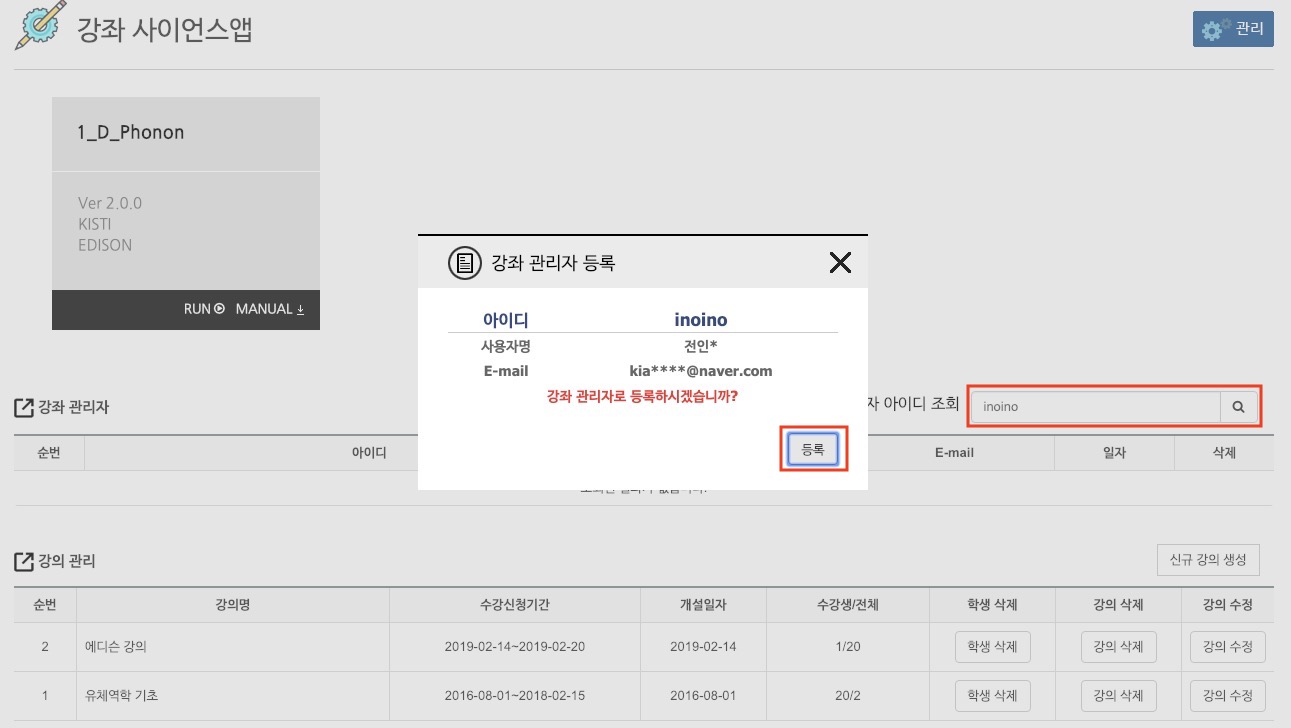 강좌 사이언스앱
관리
1_D_Phonon
Ver 2.0.0
KISTI
EDISON
RUN MANUAL
강좌 관리자 등록
아이디 inoino
사용자명 전인*
E-mail kia****@naver.com
강좌 관리자로 등록하시겠습니까?
등록
강좌 관리자
자 아이디 조회 inoino
순번 아이디 E-mail 일자 삭제
강의 관리
신규 강의 생성
순번 강의명 수강신청기간 개설일자 수강생/전체 학생 삭제 강의 삭제 강의 수정
2 에디슨 강의 2019-02-14~2019-02-20 2019-02-14 1/20 학생 삭제 강의 삭제 강의 수정
1 유체역학 기초 2016-08-01~2018-02-15 2016-08-01 20/2 학생 삭제 강의 삭제 강의 수정